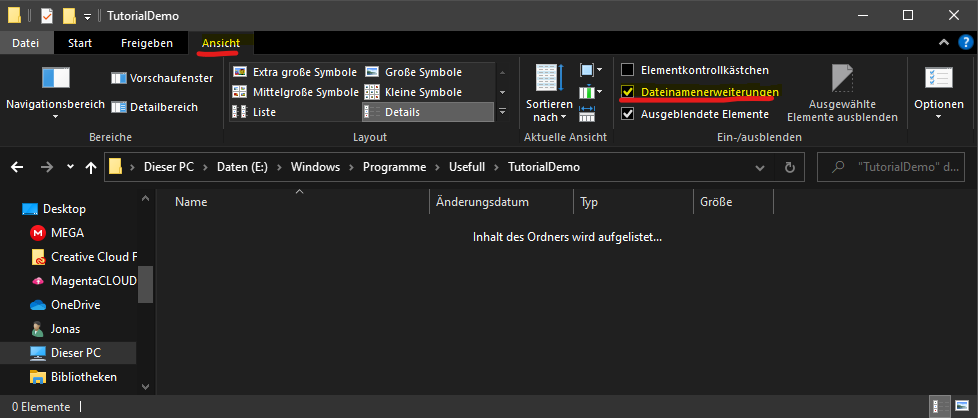 TutorialDemo
Datei Start Freigeben Ansicht
Navigationsbereich
Vorschaufenster
Detailbereich
Bereiche
Extra große Symbole Große Symbole
Mittelgroße Symbole Kleine Symbole
Liste Details
Layout
Sortieren
nach
Aktuelle Ansicht
Elementkontrollkästchen
Dateinamenerweiterungen
Ausgeblendete Elemente
Ausgewählte
Elemente ausblenden
Ein-/ausblenden
Optionen
Dieser PC Daten (E:) Windows Programme Usefull TutorialDemo
"TutorialDemo" d...
Desktop
MEGA
Creative Cloud F
MagentaCLOUD
OneDrive
Jonas
Dieser PC
Bibliotheken
Name Änderungsdatum Typ Größe
Inhalt des Ordners wird aufgelistet...
0 Elemente